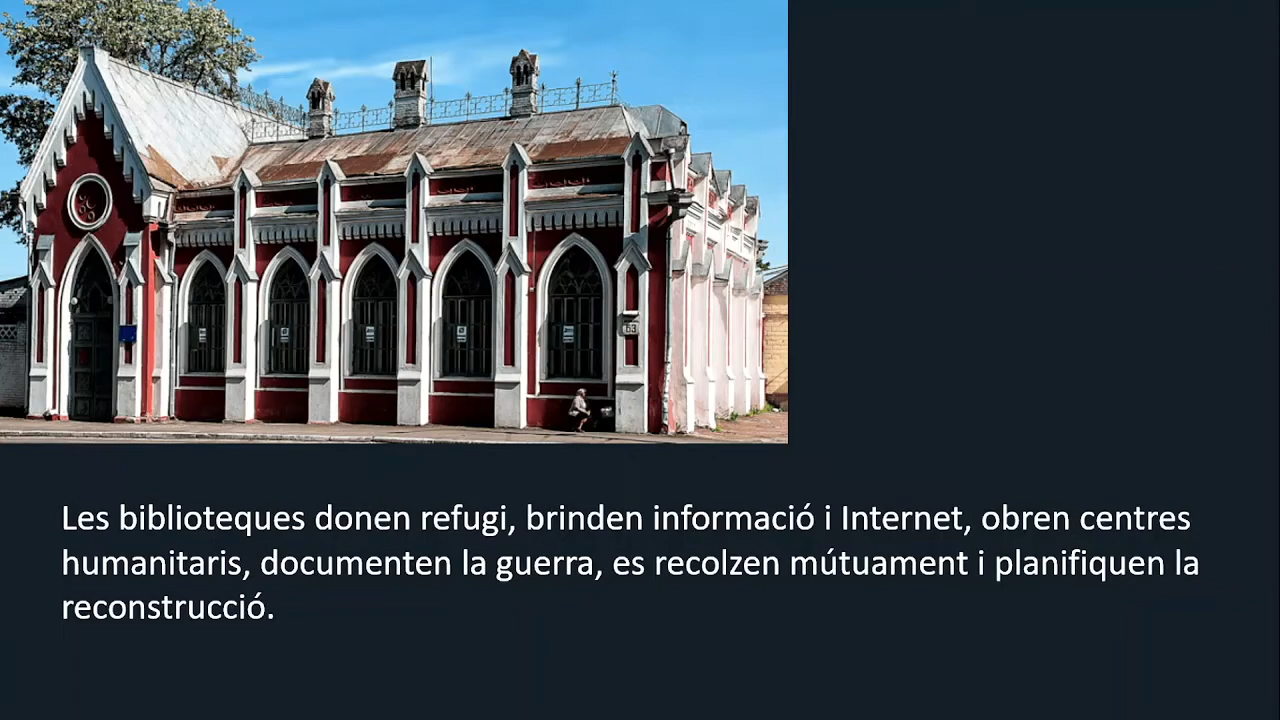 63
Les biblioteques donen refugi, brinden informació i Internet, obren centres
humanitaris, documenten la guerra, es recolzen mútuament i planifiquen la
reconstrucció.